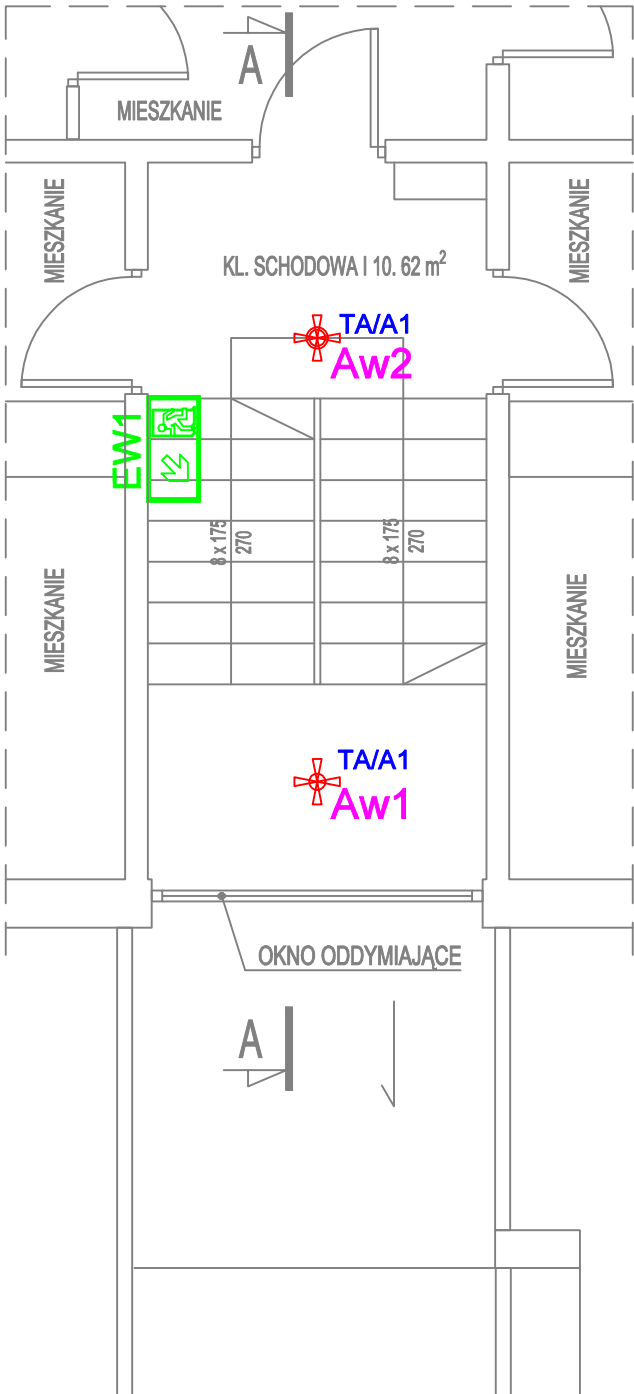 A
MIESZKANIE
MIESZKANIE
MIESZKANIE
KL. SCHODOWA I 10. 62 m²
TA/A1
Aw2
EW1
8 x 175
270
8 x 175
270
MIESZKANIE
MIESZKANIE
TA/A1
Aw1
OKNO ODDYMIAJĄCE
A